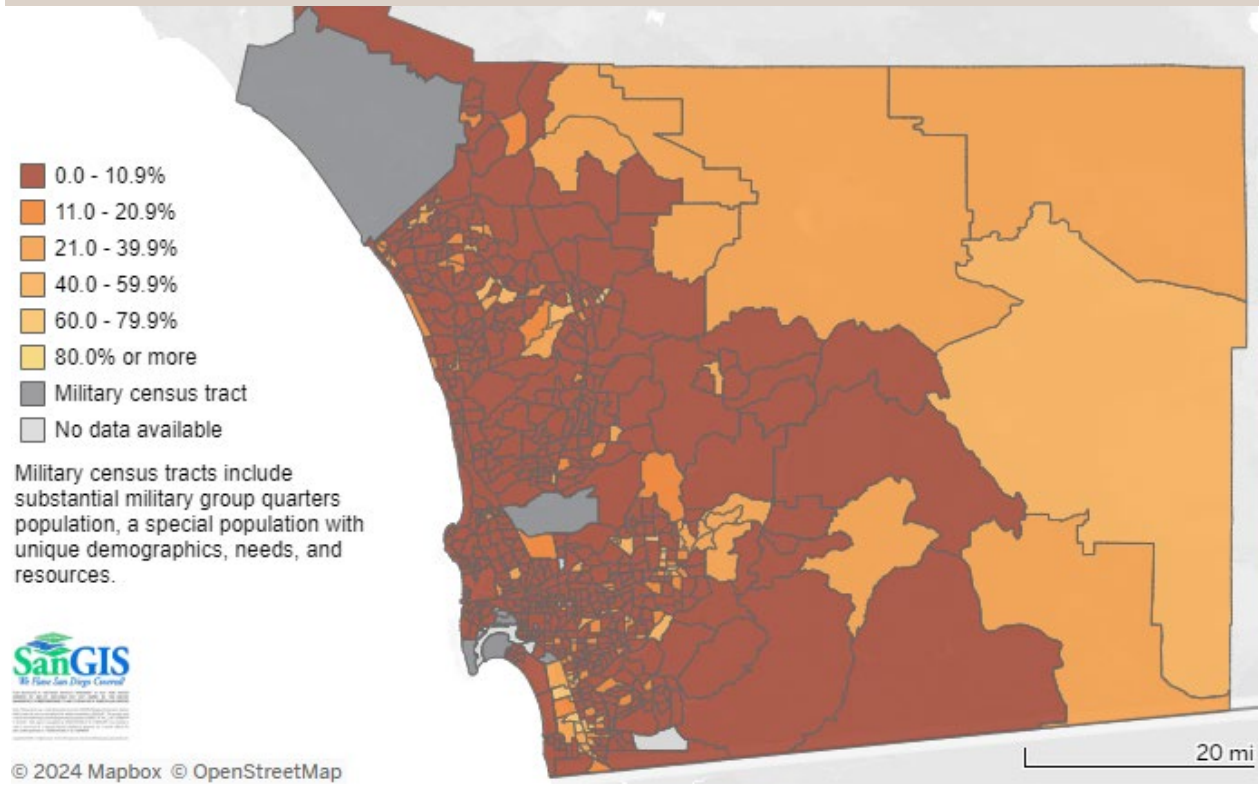 0.0 - 10.9%
11.0 - 20.9%
21.0 - 39.9%
40.0 - 59.9%
60.0 - 79.9%
80.0% or more
Military census tract
No data available
Military census tracts include
substantial military group quarters
population, a special population with
unique demographics, needs, and
resources.
SanGIS
We Have San Diego Covered!
© 2024 Mapbox © OpenStreetMap
20 mi